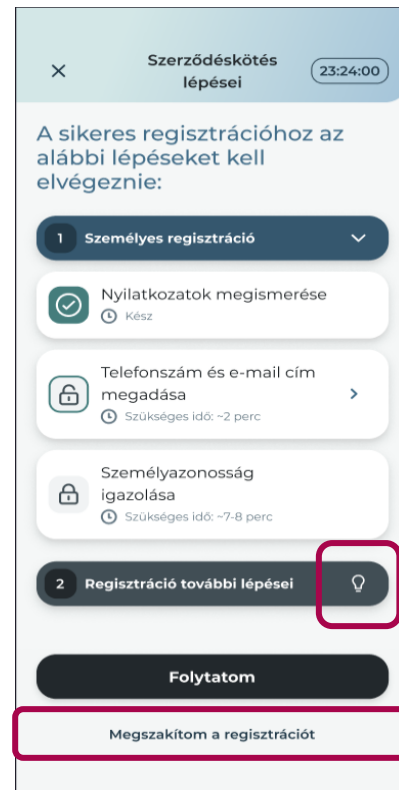 Szerződéskötés
lépései
23:24:00
A sikeres regisztrációhoz az
alábbi lépéseket kell
elvégeznie:
1 Személyes regisztráció
Nyilatkozatok megismerése
Kész
Telefonszám és e-mail cím
megadása
Szükséges idő: ~2 perc
Személyazonosság
igazolása
Szükséges idő: ~7-8 perc
2 Regisztráció további lépései
Folytatom
Megszakítom a regisztrációt